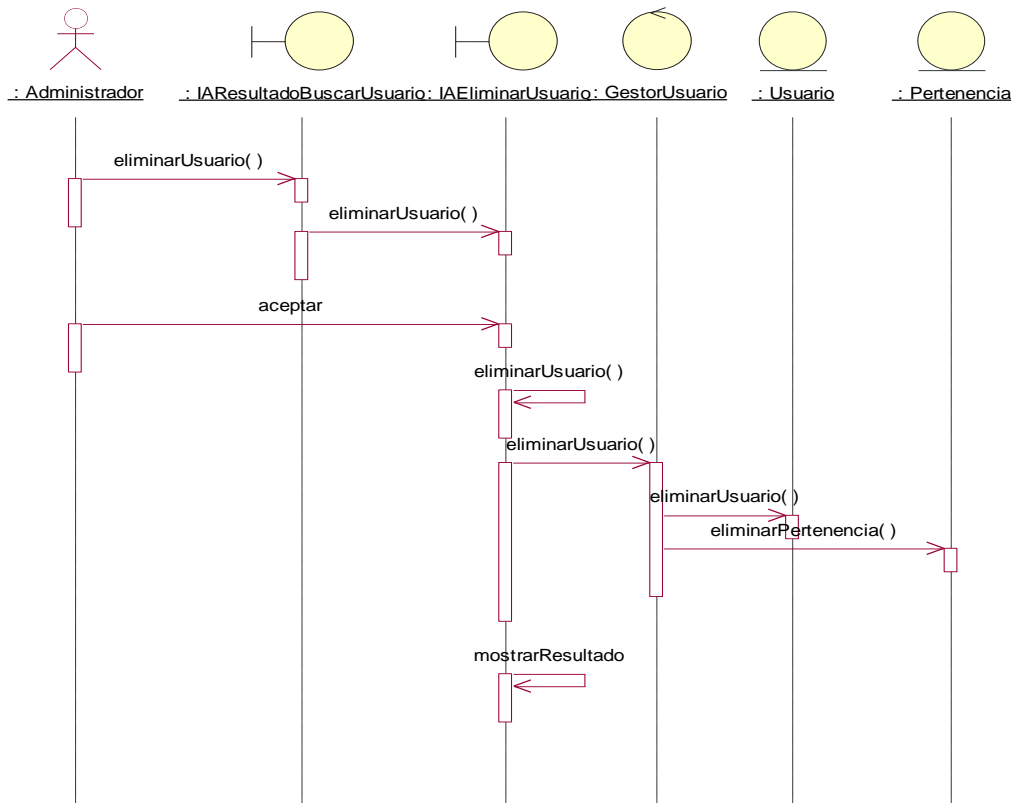 : Administrador
: IAResultadoBuscarUsuario
: IAEliminarUsuario
: GestorUsuario
: Usuario
: Pertenencia
eliminarUsuario( )
eliminarUsuario( )
aceptar
eliminarUsuario( )
eliminarUsuario( )
eliminarUsuario( )
eliminarPertenencia( )
mostrarResultado